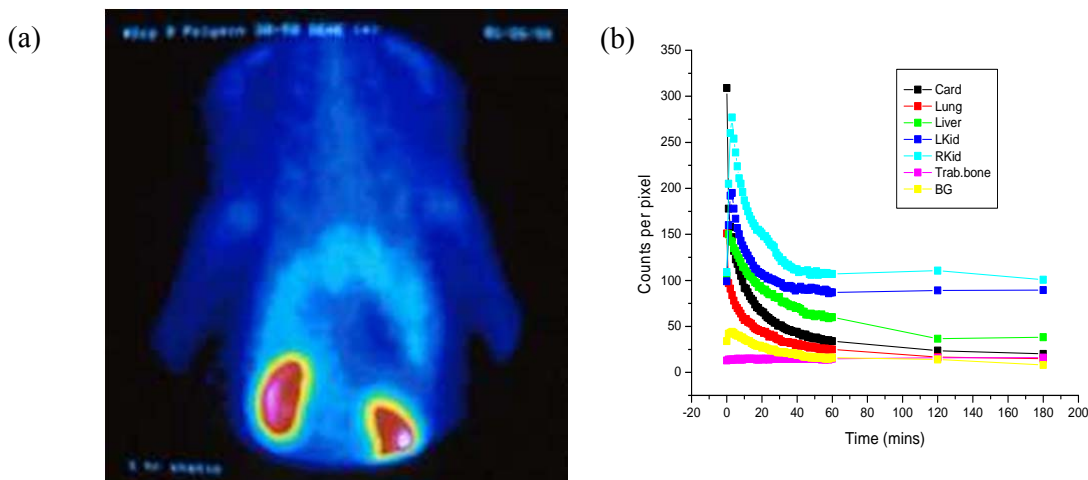 (a)
(b)
350
300
250
200
150
100
50
0
Counts per pixel
Card
Lung
Liver
LKid
RKid
Trab.bone
BG
-20 0 20 40 60 80 100 120 140 160 180 200
Time (mins)